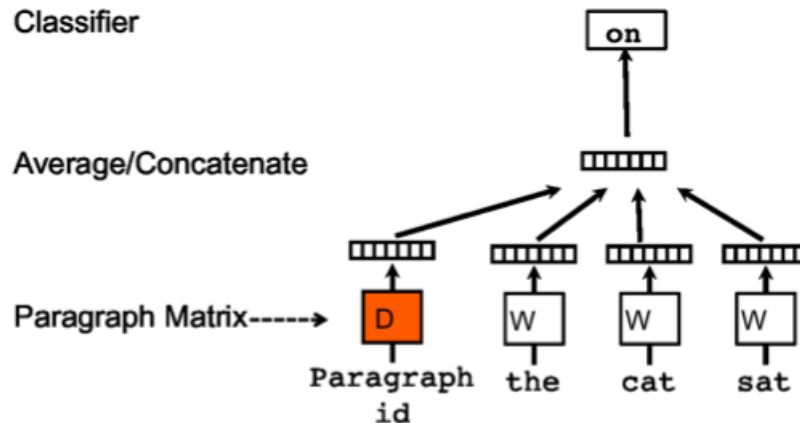 Classifier
on
Average/Concatenate
Paragraph Matrix----->
D
W
W
W
Paragraph
id
the
cat
sat